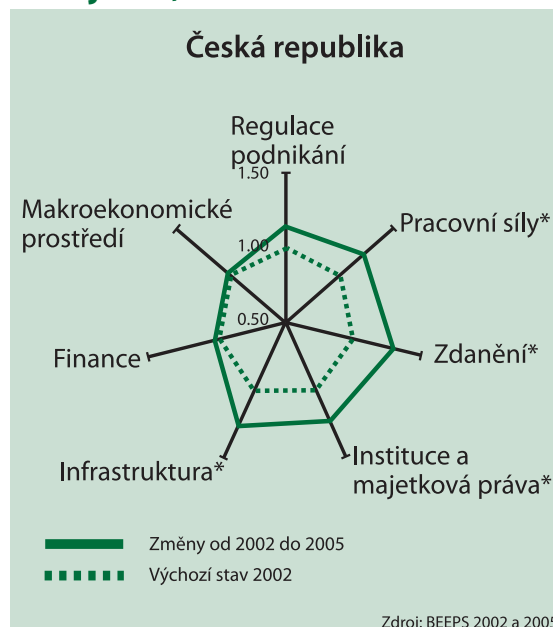 Česká republika
Regulace
podnikání
1.50
Makroekonomické
prostředí
Pracovní síly*
1.00
0.50
Finance
Zdanění*
Infrastruktura*
Instituce a
majetková práva*
Změny od 2002 do 2005
Výchozí stav 2002
Zdroj: BEEPS 2002 a 2005